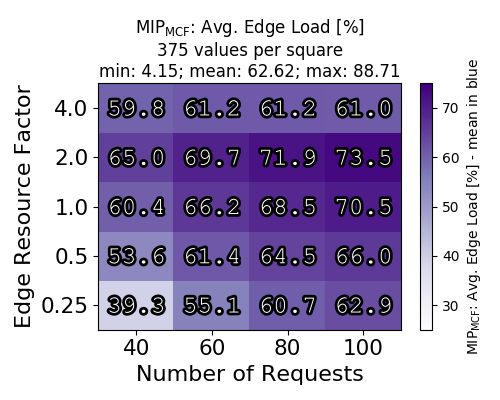 MIP_MCF: Avg. Edge Load [%]
375 values per square
min: 4.15; mean: 62.62; max: 88.71
Edge Resource Factor
4.0 59.8 61.2 61.2 61.0
2.0 65.0 69.7 71.9 73.5
1.0 60.4 66.2 68.5 70.5
0.5 53.6 61.4 64.5 66.0
0.25 39.3 55.1 60.7 62.9
40 60 80 100
Number of Requests
70
60
50
40
30
MIP_MCF: Avg. Edge Load [%] - mean in blue